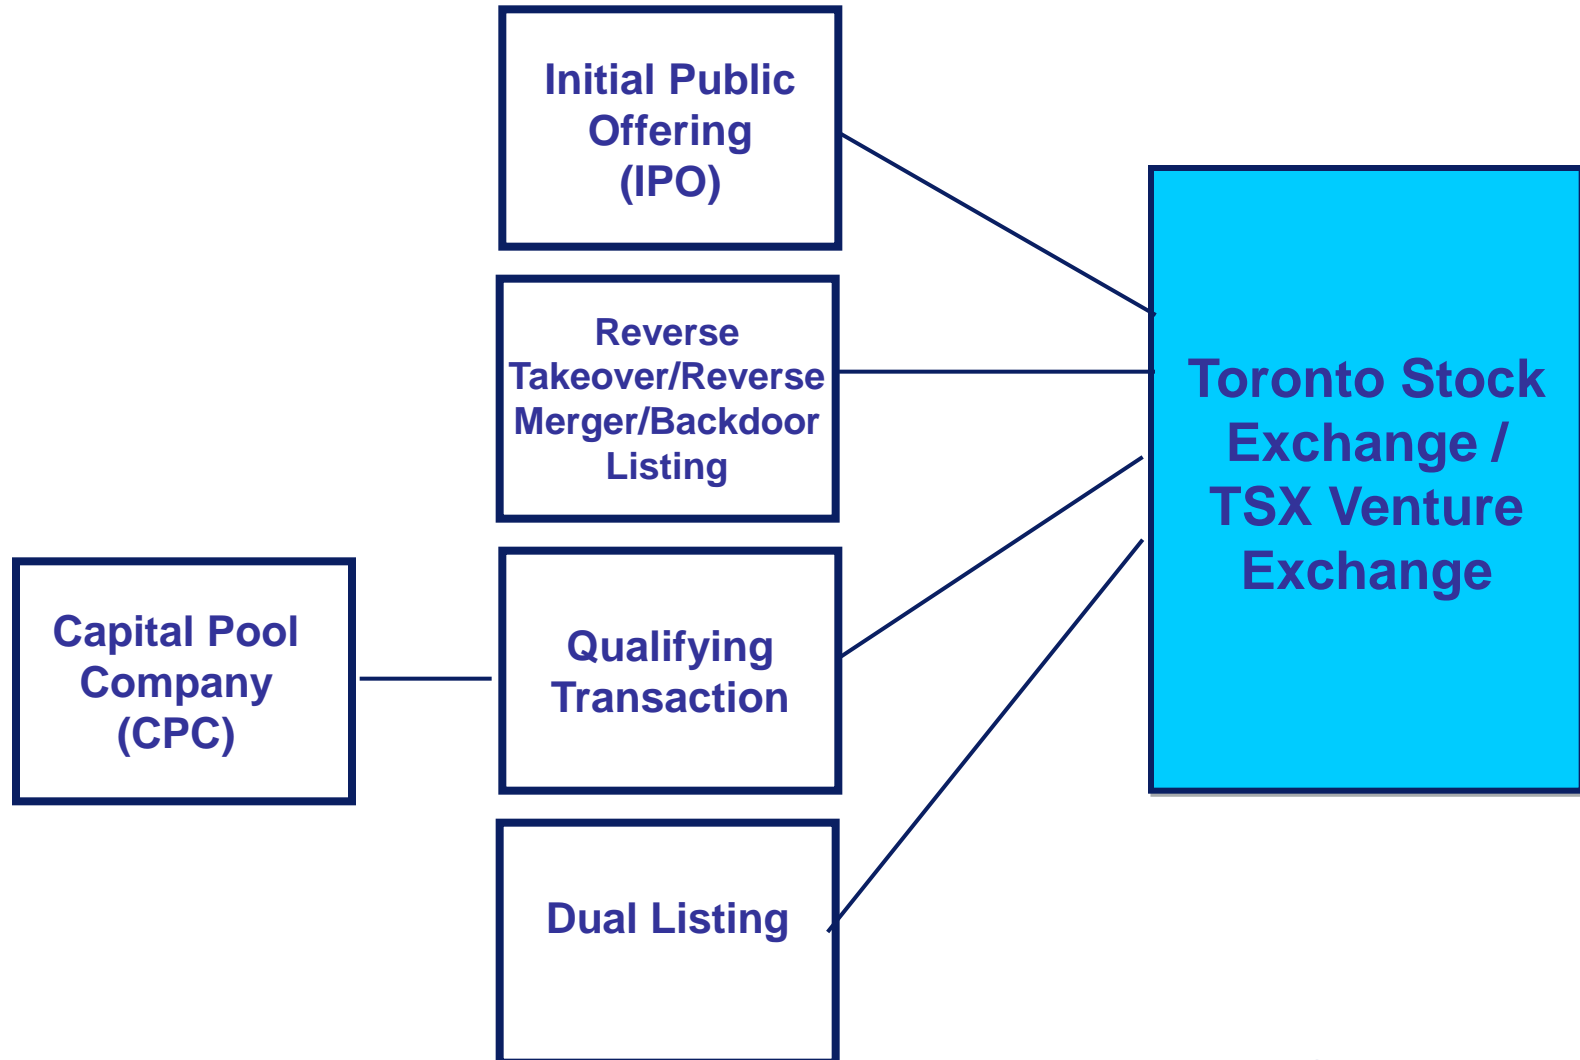 Initial Public
Offering
(IPO)
Reverse
Takeover/Reverse
Merger/Backdoor
Listing
Capital Pool
Company
(CPC)
Qualifying
Transaction
Dual Listing
Toronto Stock
Exchange /
TSX Venture
Exchange